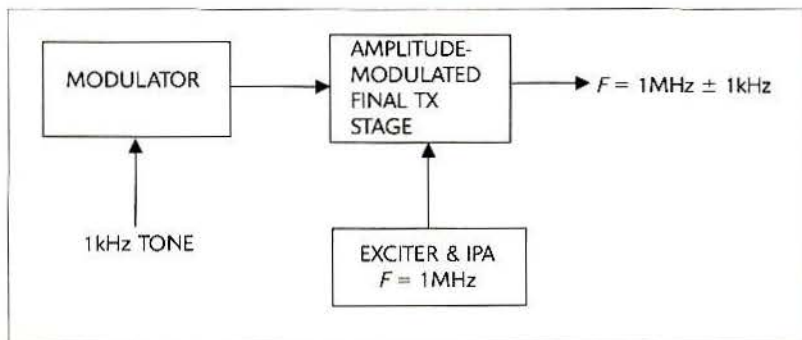 MODULATOR
AMPLITUDE-
MODULATED
FINAL TX
STAGE
F = 1MHz ± 1kHz
1kHz TONE
EXCITER & IPA
F = 1MHz